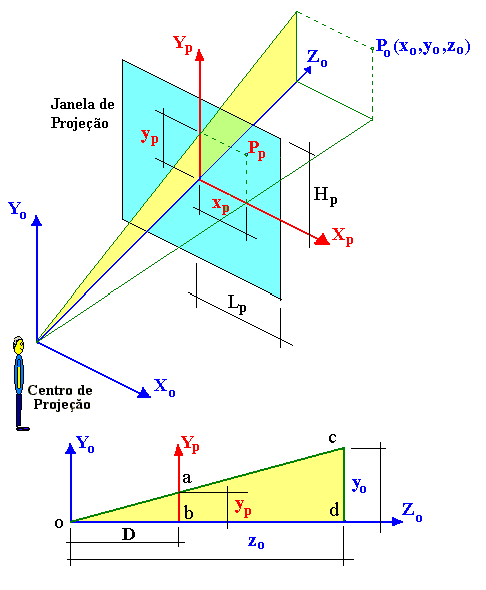 Yp
Zo
Po(xo,yo,zo)
Janela de
Projeção
yp
Pp
Hp
xp
Xp
Yo
Lp
Xo
Centro de
Projeção
Yo
Yp
c
a
yo
yp
b
d
Zo
o
D
zo